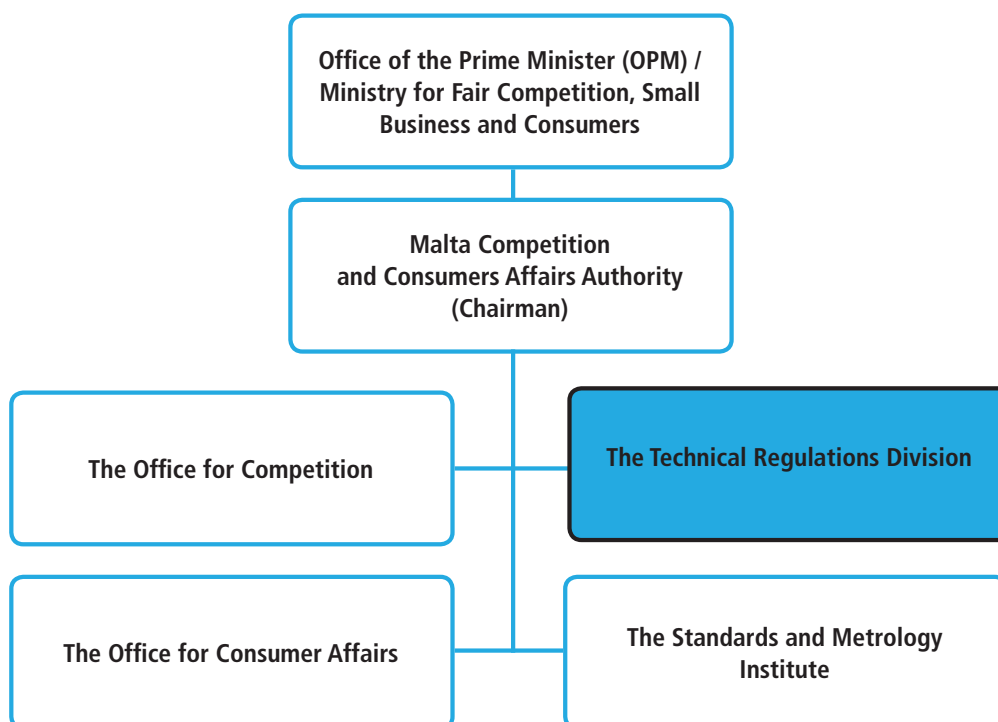 Office of the Prime Minister (OPM) /
Ministry for Fair Competition, Small
Business and Consumers
Malta Competition
and Consumers Affairs Authority
(Chairman)
The Office for Competition
The Technical Regulations Division
The Office for Consumer Affairs
The Standards and Metrology
Institute